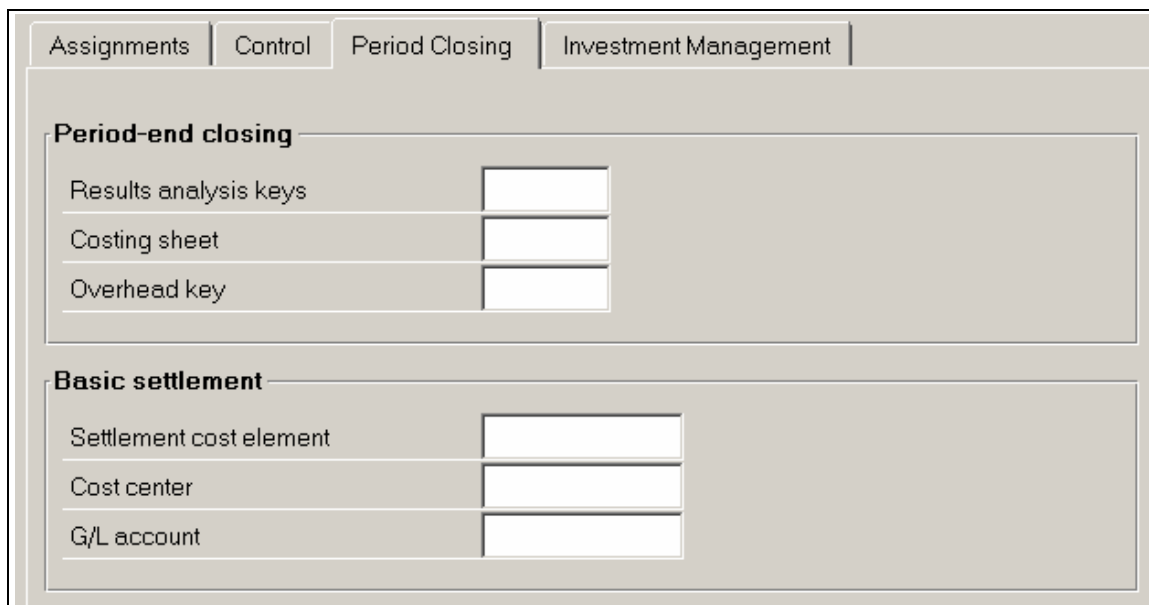 Assignments Control Period Closing Investment Management
Period-end closing
Results analysis keys
Costing sheet
Overhead key
Basic settlement
Settlement cost element
Cost center
G/L account